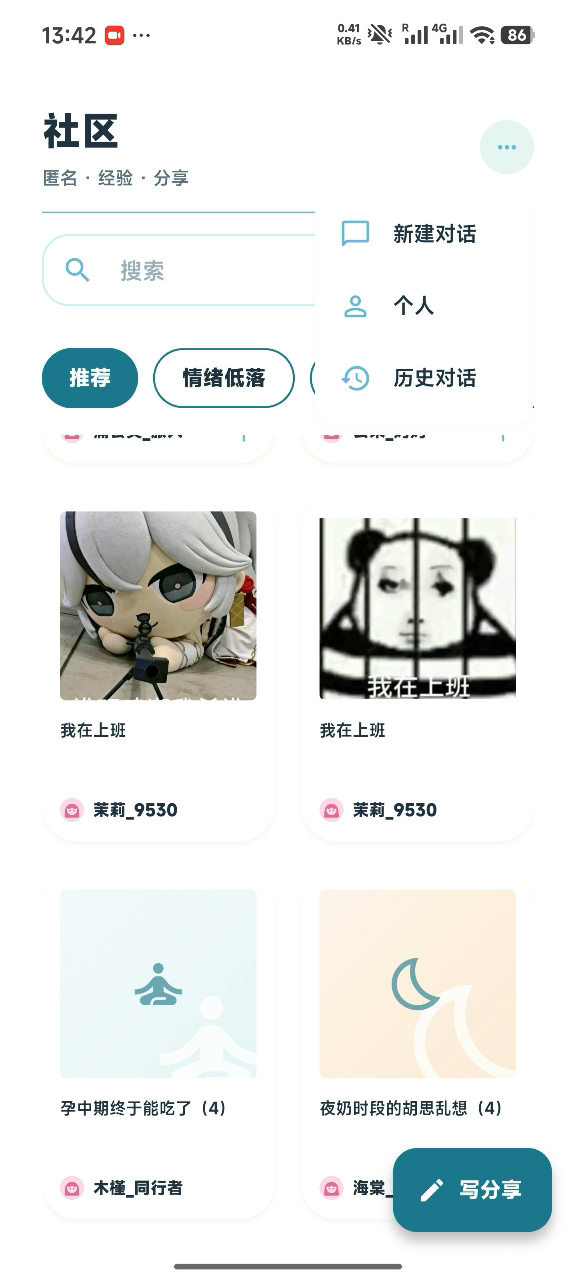 13:42
0.41
KB/s
R
4G
86
社区
匿名 · 经验 · 分享
新建对话
搜索
个人
推荐
情绪低落
历史对话
我在上班
我在上班
我在上班
茉莉_9530
茉莉_9530
孕中期终于能吃了（4）
夜奶时段的胡思乱想（4）
木槿_同行者
海棠_
写分享